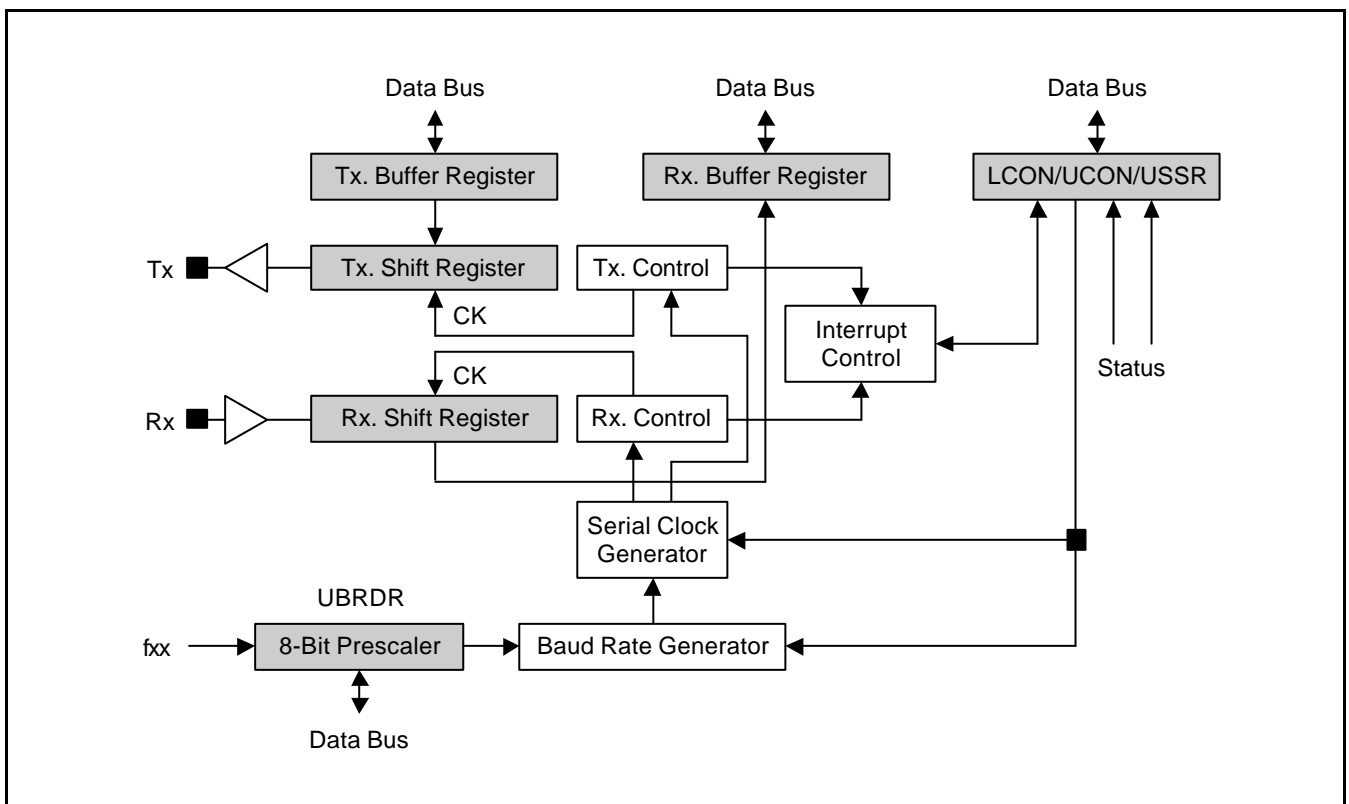 Data Bus
Data Bus
Data Bus
Tx. Buffer Register
Rx. Buffer Register
LCON/UCON/USSR
Tx
Tx. Shift Register
Tx. Control
CK
Interrupt
Control
Status
CK
Rx
Rx. Shift Register
Rx. Control
Serial Clock
Generator
UBRDR
fxx
8-Bit Prescaler
Baud Rate Generator
Data Bus